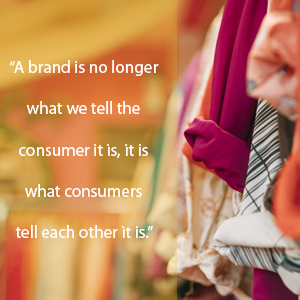 “A brand is no longer
what we tell the
consumer it is, it is
what consumers
tell each other it is.”